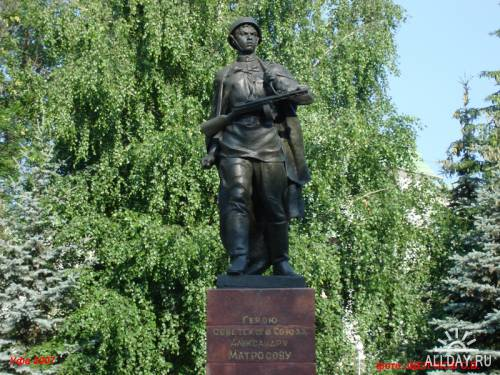 Герою
Советского Союза
Александру
Матросову
Уфа 2007
ALLDAY.RU